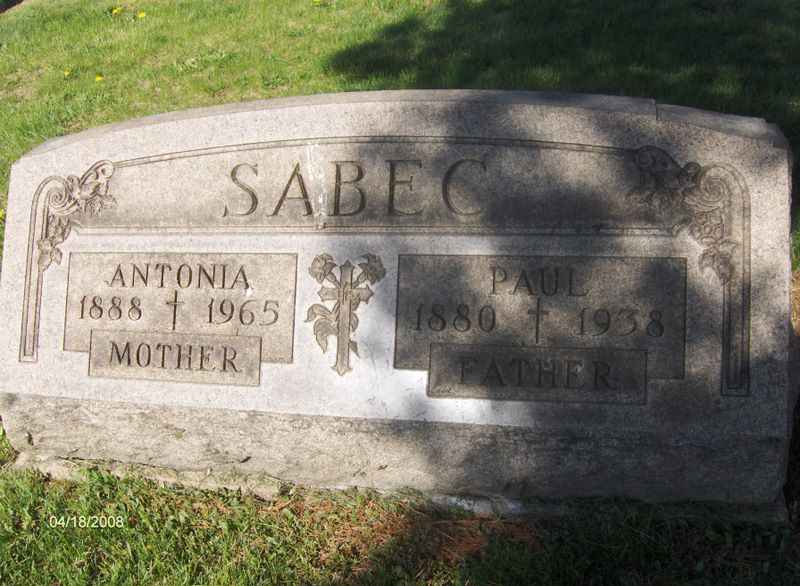 SABEC
ANTONIA
1888 † 1965
MOTHER
PAUL
1880 † 1938
FATHER
04/18/2008